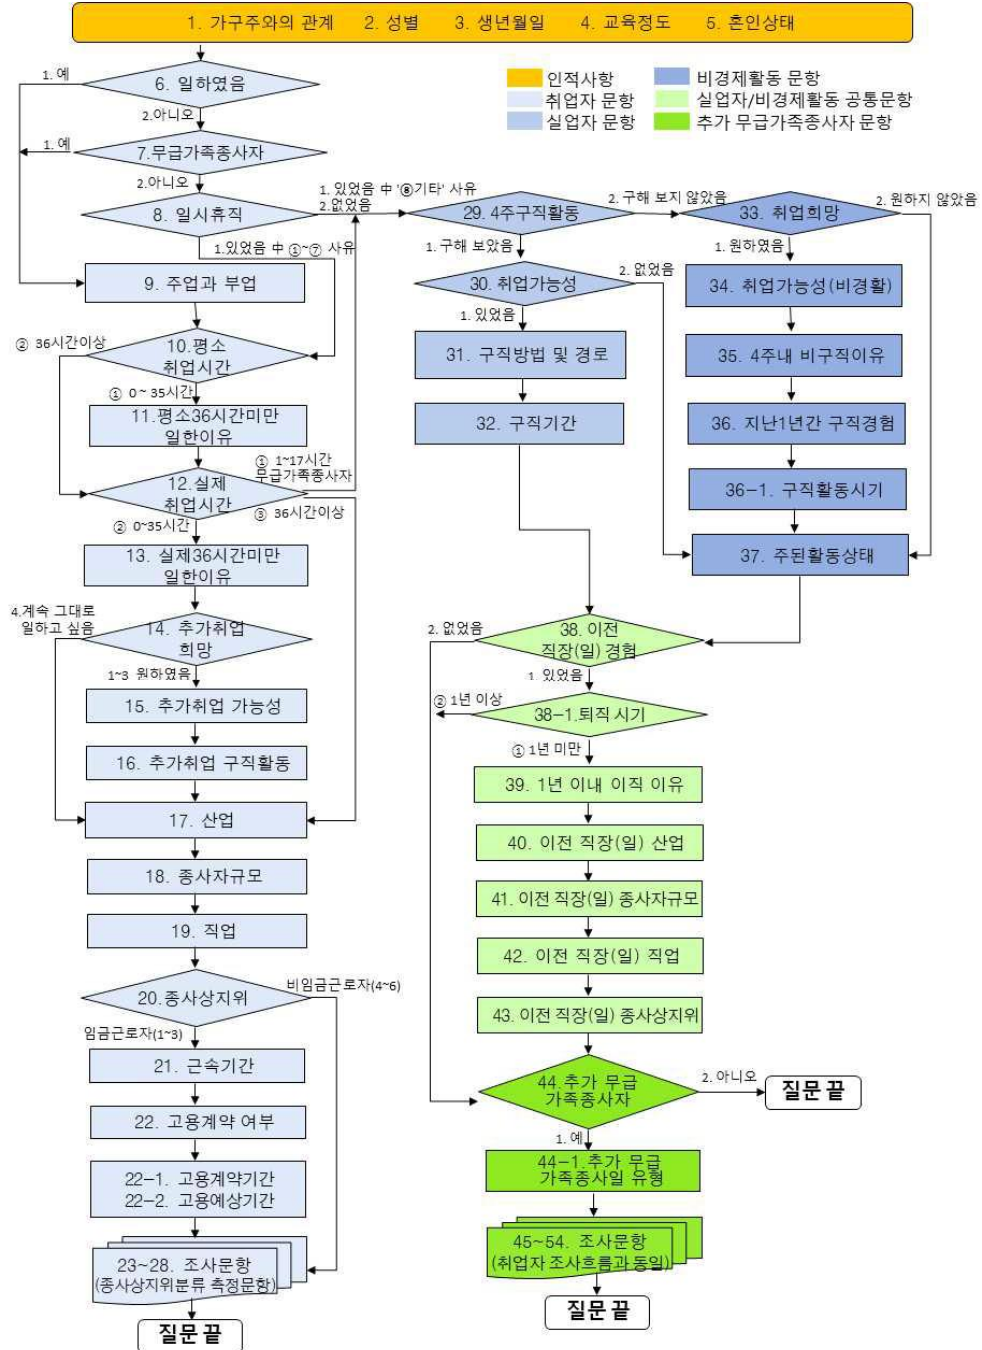 1. 가구주와의 관계 2. 성별 3. 생년월일 4. 교육정도 5. 혼인상태
인적사항
취업자 문항
실업자 문항
비경제활동 문항
실업자/비경제활동 공통문항
추가 무급가족종사자 문항
1. 예
6. 일하였음
2.아니오
1. 예
7.무급가족종사자
2.아니오
8. 일시휴직
1. 있었음 中 '⑧기타' 사유
2.없었음
1.있었음 中 ①~⑦ 사유
9. 주업과 부업
② 36시간이상
10.평소
취업시간
① 0~35시간
11.평소36시간미만
일한이유
① 1~17시간
무급가족종사자
12.실제
취업시간
③ 36시간이상
② 0~35시간
13. 실제36시간미만
일한이유
4.계속 그대로
일하고 싶음
14. 추가취업
희망
1~3 원하였음
15. 추가취업 가능성
16. 추가취업 구직활동
17. 산업
18. 종사자규모
19. 직업
20.종사상지위
비임금근로자(4~6)
임금근로자(1~3)
21. 근속기간
22. 고용계약 여부
22-1. 고용계약기간
22-2. 고용예상기간
23~28. 조사문항
(종사상지위분류 측정문항)
질문 끝
29. 4주구직활동
2. 구해 보지 않았음
1. 구해 보았음
30. 취업가능성
2. 없었음
1. 있었음
31. 구직방법 및 경로
32. 구직기간
33. 취업희망
2. 원하지 않았음
1. 원하였음
34. 취업가능성(비경활)
35. 4주내 비구직이유
36. 지난1년간 구직경험
36-1. 구직활동시기
37. 주된활동상태
2. 없었음
38. 이전
직장(일) 경험
1. 있었음
② 1년 이상
38-1.퇴직시기
① 1년 미만
39. 1년 이내 이직 이유
40. 이전 직장(일) 산업
41. 이전 직장(일) 종사자규모
42. 이전 직장(일) 직업
43. 이전 직장(일) 종사상지위
44.추가 무급
가족종사자
2. 아니오
질문 끝
1. 예
44-1.추가 무급
가족종사일 유형
45~54. 조사문항
(취업자 조사흐름과 동일)
질문 끝